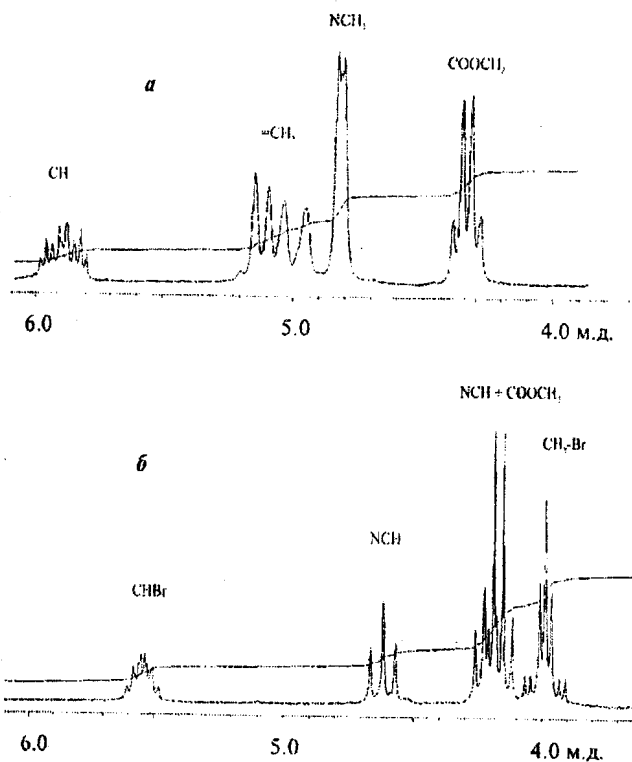 NCH₂
а
COOCH₂
=CH₂
CH
6.0 5.0 4.0 м.д.
NCH + COOCH₂
б
CH₂-Br
NCH
CHBr
6.0 5.0 4.0 м.д.